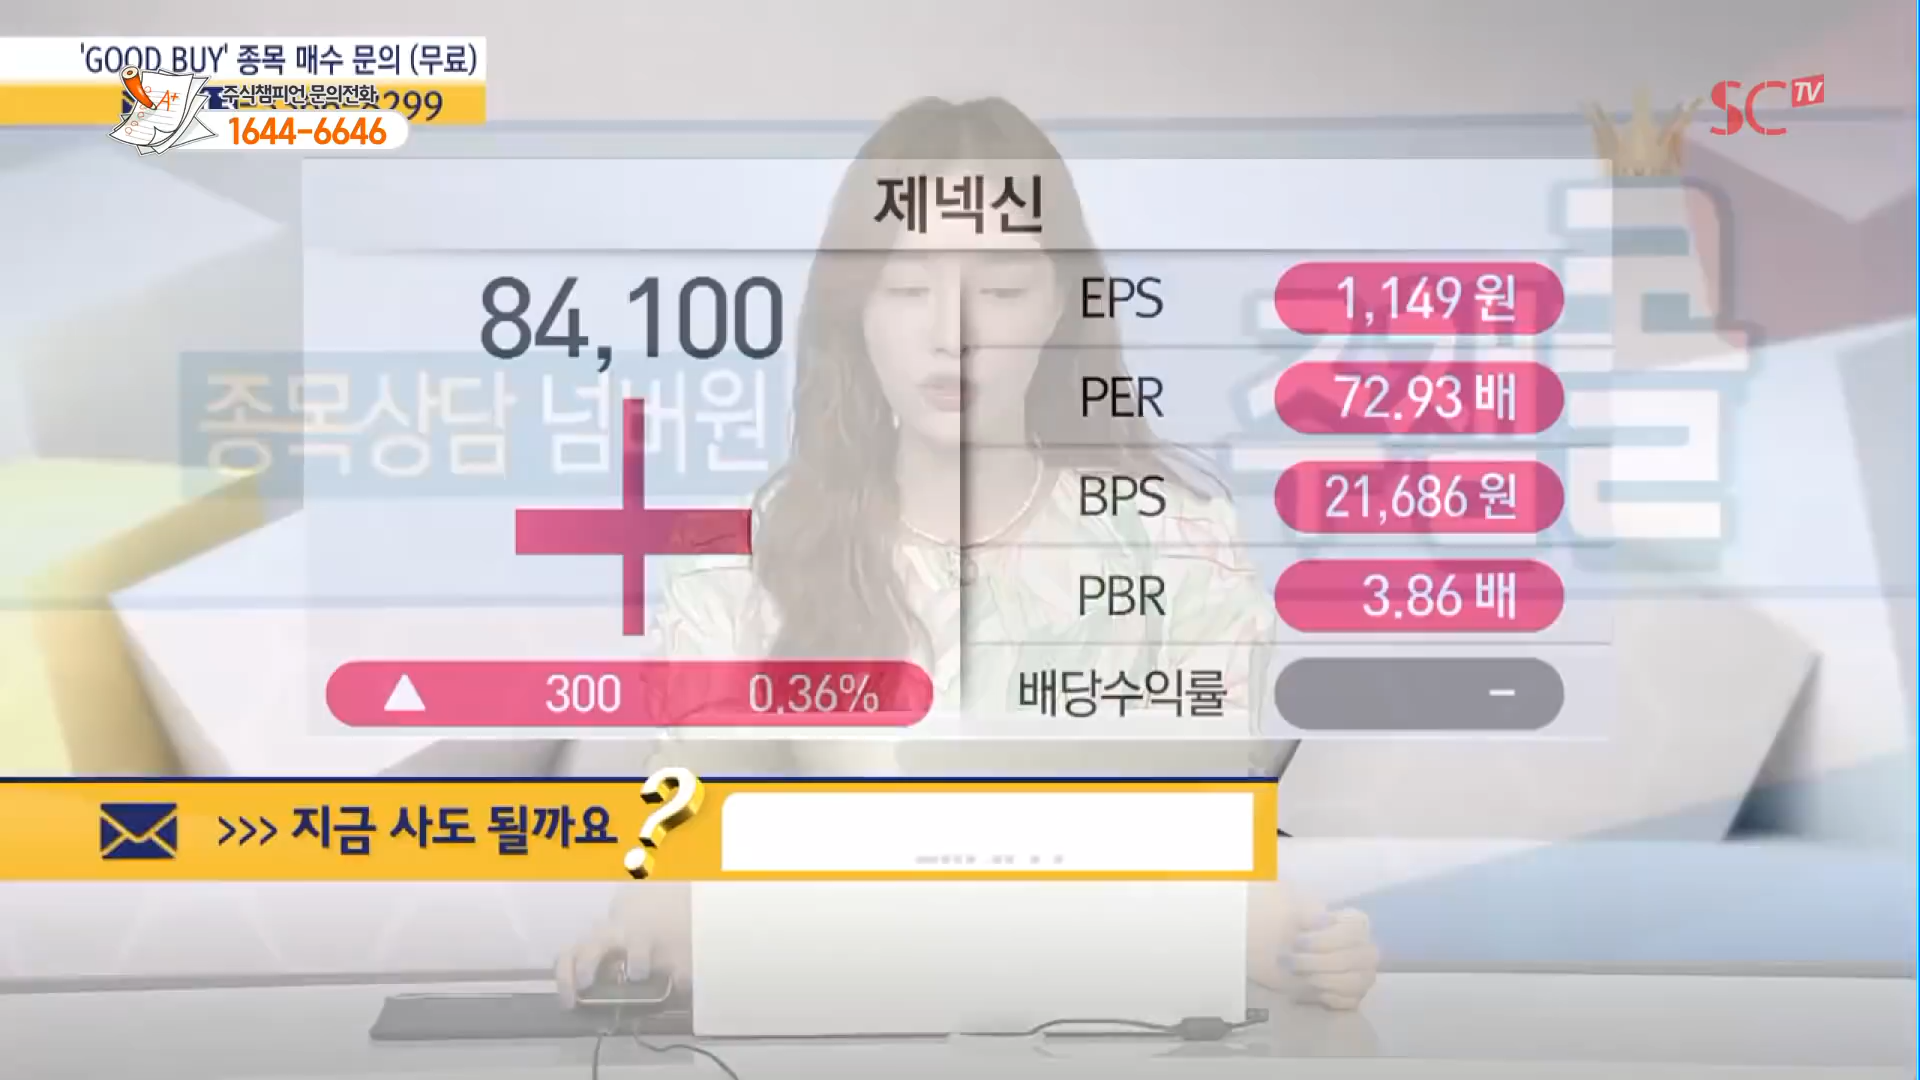 'GOOD BUY' 종목 매수 문의 (무료)
주식챔피언 문의전화
299
1644-6646
A+
SC TV
제넥신
84,100
EPS
1,149 원
PER
72.93 배
종목상담 넘버원
BPS
21,686 원
PBR
3.86 배
▲ 300 0.36%
배당수익률
–
>>> 지금 사도 될까요?